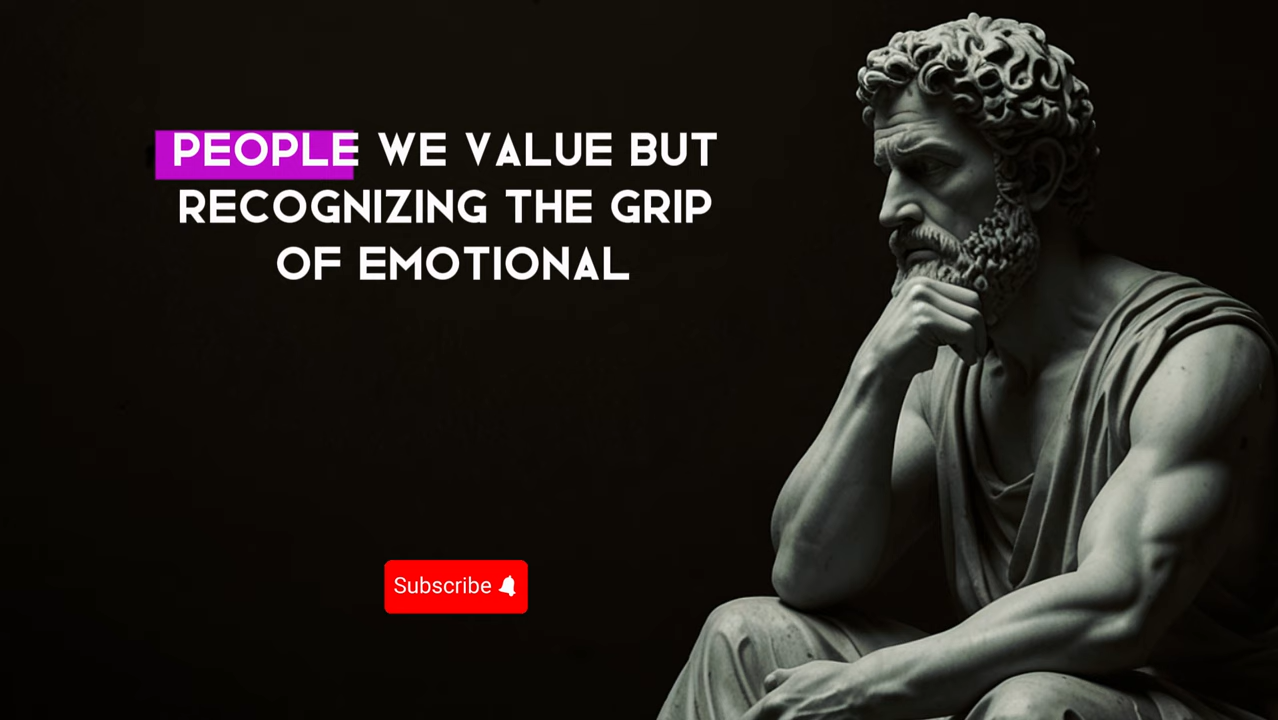 PEOPLE WE VALUE BUT
RECOGNIZING THE GRIP
OF EMOTIONAL
Subscribe